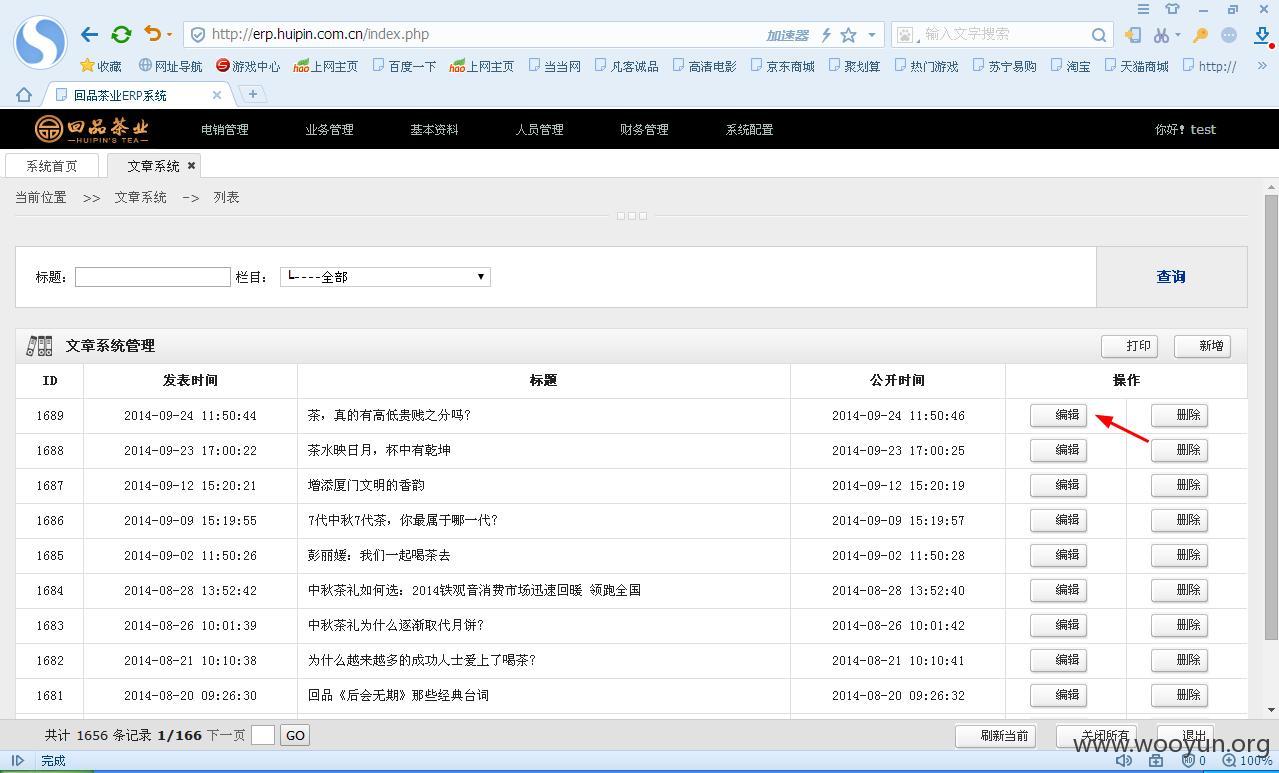 http://erp.huipin.com.cn/index.php 加速器 输入文字搜索
收藏 网址导航 游戏中心 上网主页 百度一下 上网主页 当当网 凡客诚品 高清电影 京东商城 聚划算 热门游戏 苏宁易购 淘宝 天猫商城 http://
回品茶业ERP系统
回品茶业 HUIPIN'S TEA 电销管理 业务管理 基本资料 人员管理 财务管理 系统配置 你好! test
系统首页 文章系统
当前位置 >> 文章系统 -> 列表
标题: 栏目: └----全部 查询
文章系统管理 打印 新增
ID 发表时间 标题 公开时间 操作
1689 2014-09-24 11:50:44 茶，真的有高低贵贱之分吗? 2014-09-24 11:50:46 编辑 删除
1688 2014-09-23 17:00:22 茶水映日月，杯中有乾坤 2014-09-23 17:00:25 编辑 删除
1687 2014-09-12 15:20:21 增添厦门文明的香韵 2014-09-12 15:20:19 编辑 删除
1686 2014-09-09 15:19:55 7代中秋7代茶，你最属于哪一代? 2014-09-09 15:19:57 编辑 删除
1685 2014-09-02 11:50:26 彭丽媛：我们一起喝茶去 2014-09-02 11:50:28 编辑 删除
1684 2014-08-28 13:52:42 中秋茶礼如何选：2014铁观音消费市场迅速回暖 领跑全国 2014-08-28 13:52:40 编辑 删除
1683 2014-08-26 10:01:39 中秋茶礼为什么逐渐取代月饼? 2014-08-26 10:01:42 编辑 删除
1682 2014-08-21 10:10:38 为什么越来越多的成功人士爱上了喝茶? 2014-08-21 10:10:41 编辑 删除
1681 2014-08-20 09:26:30 回品《后会无期》那些经典台词 2014-08-20 09:26:32 编辑 删除
共计 1656 条记录 1/166 下一页 GO 刷新当前 关闭所有 退出
www.wooyun.org
完成 0 100%